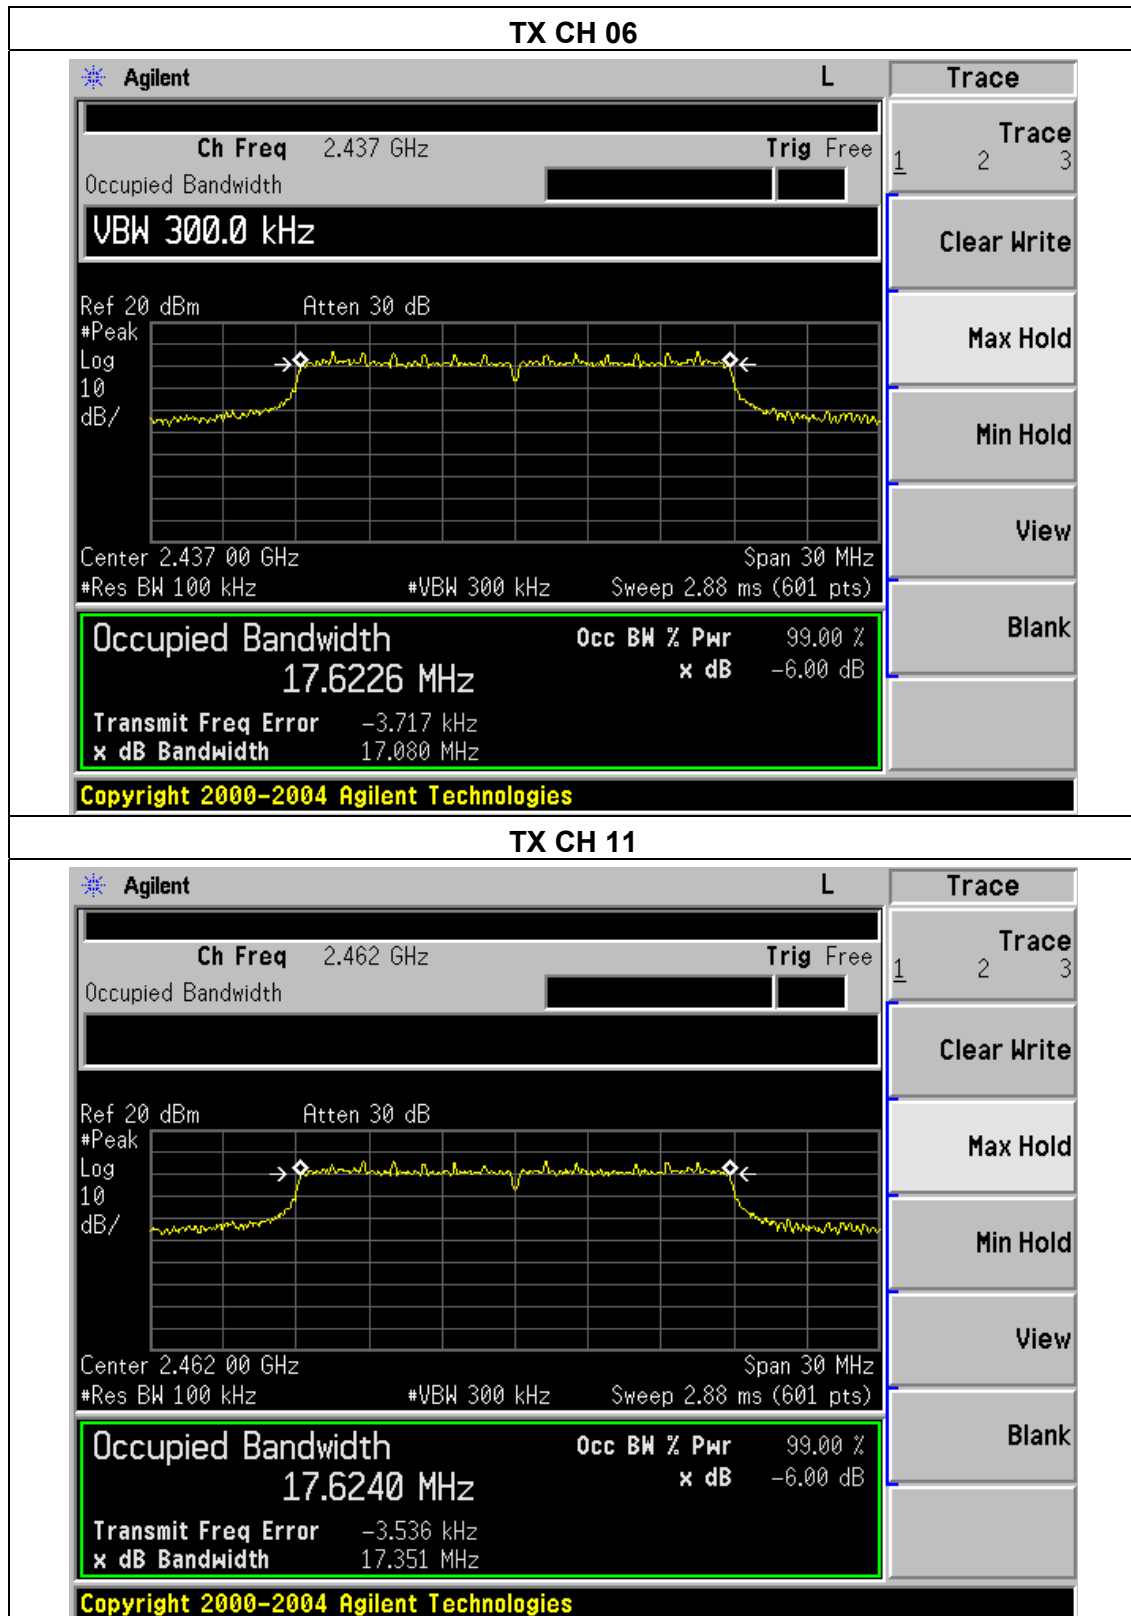 TX CH 06
Agilent L Trace
Ch Freq 2.437 GHz Trig Free
Occupied Bandwidth
VBW 300.0 kHz
Ref 20 dBm Atten 30 dB
#Peak
Log
10
dB/
Center 2.437 00 GHz Span 30 MHz
#Res BW 100 kHz #VBW 300 kHz Sweep 2.88 ms (601 pts)
Occupied Bandwidth Occ BW % Pwr 99.00 %
17.6226 MHz x dB -6.00 dB
Transmit Freq Error -3.717 kHz
x dB Bandwidth 17.080 MHz
Trace
1 2 3
Clear Write
Max Hold
Min Hold
View
Blank
Copyright 2000-2004 Agilent Technologies
TX CH 11
Agilent L Trace
Ch Freq 2.462 GHz Trig Free
Occupied Bandwidth
Ref 20 dBm Atten 30 dB
#Peak
Log
10
dB/
Center 2.462 00 GHz Span 30 MHz
#Res BW 100 kHz #VBW 300 kHz Sweep 2.88 ms (601 pts)
Occupied Bandwidth Occ BW % Pwr 99.00 %
17.6240 MHz x dB -6.00 dB
Transmit Freq Error -3.536 kHz
x dB Bandwidth 17.351 MHz
Trace
1 2 3
Clear Write
Max Hold
Min Hold
View
Blank
Copyright 2000-2004 Agilent Technologies